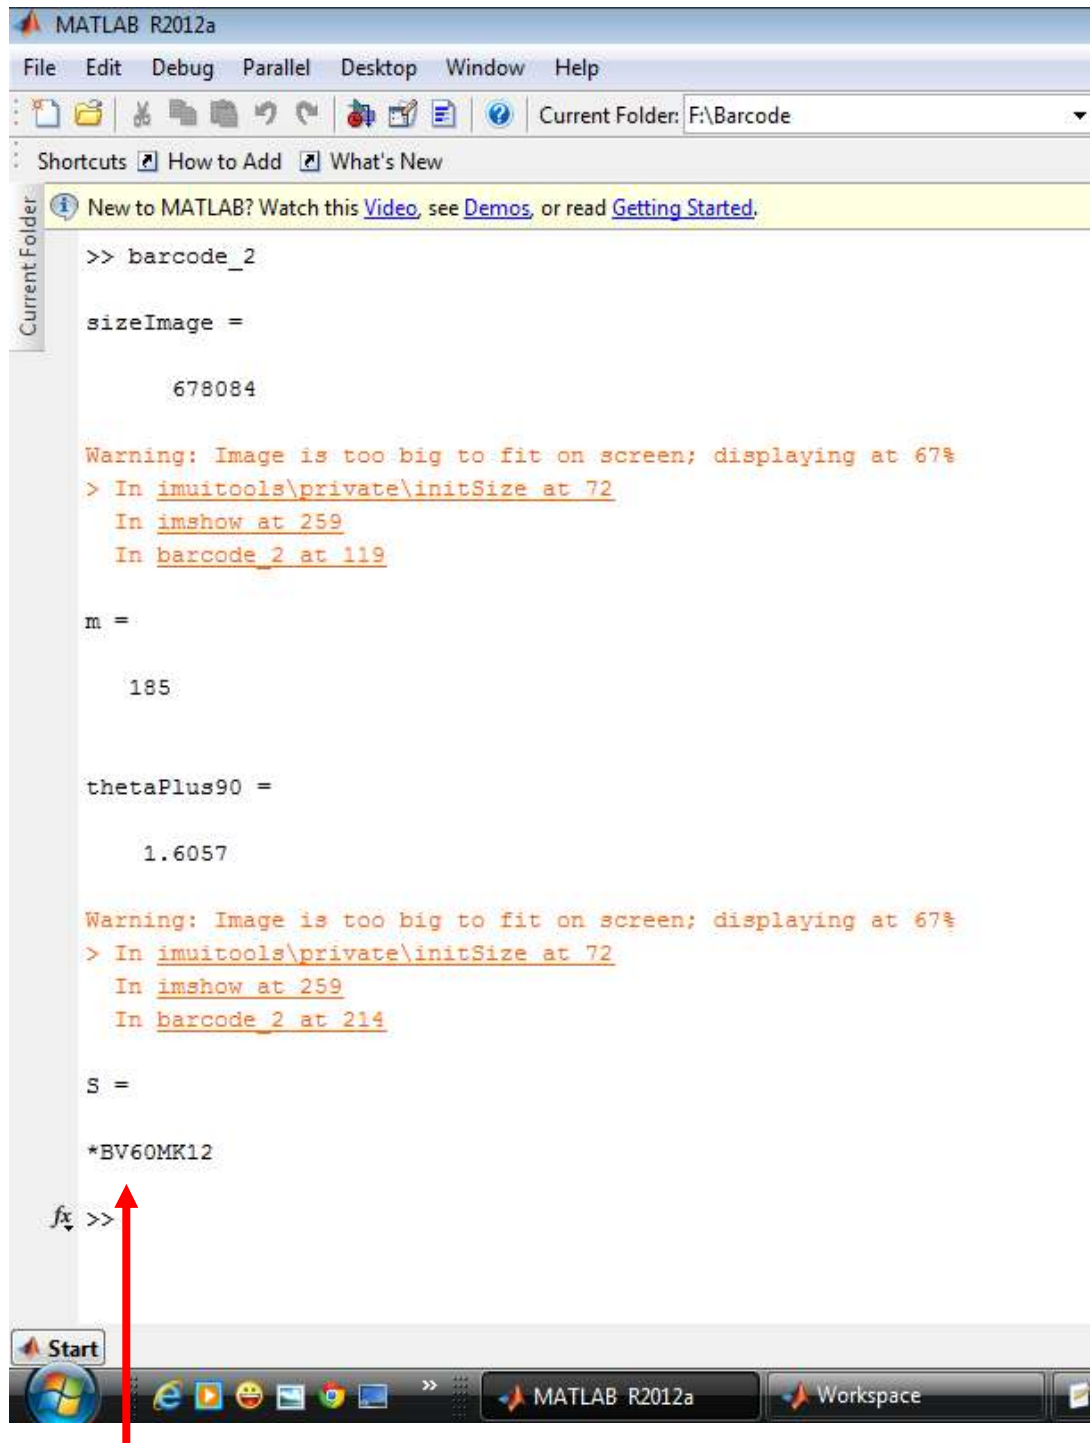 MATLAB R2012a
File Edit Debug Parallel Desktop Window Help
Current Folder: F:\Barcode
Shortcuts How to Add What's New
Current Folder
New to MATLAB? Watch this Video, see Demos, or read Getting Started.
>> barcode_2
sizeImage =
678084
Warning: Image is too big to fit on screen; displaying at 67%
> In imuitools\private\initSize at 72
In imshow at 259
In barcode_2 at 119
m =
185
thetaPlus90 =
1.6057
Warning: Image is too big to fit on screen; displaying at 67%
> In imuitools\private\initSize at 72
In imshow at 259
In barcode_2 at 214
S =
*BV60MK12
fx >>
Start
» MATLAB R2012a Workspace